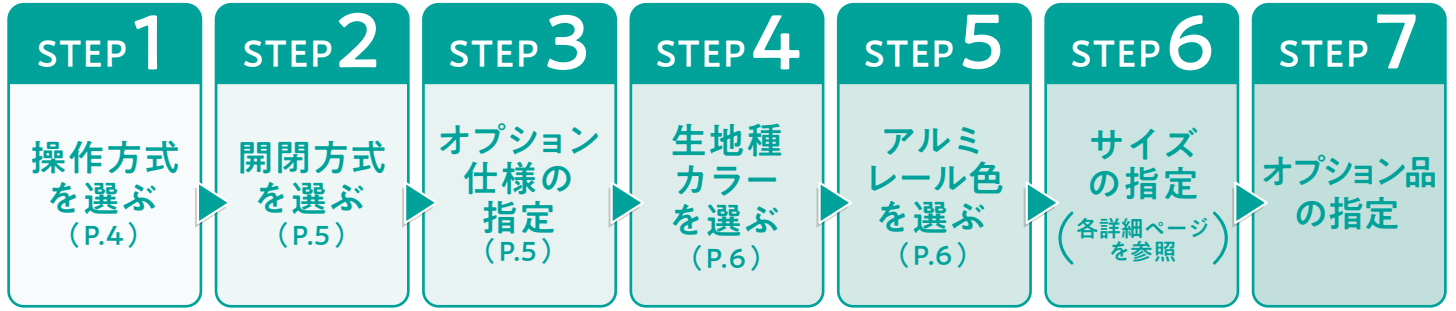 STEP 1
操作方式
を選ぶ
(P.4)
STEP 2
開閉方式
を選ぶ
(P.5)
STEP 3
オプション
仕様の
指定
(P.5)
STEP 4
生地種
カラー
を選ぶ
(P.6)
STEP 5
アルミ
レール色
を選ぶ
(P.6)
STEP 6
サイズ
の指定
(各詳細ページ
を参照)
STEP 7
オプション品
の指定